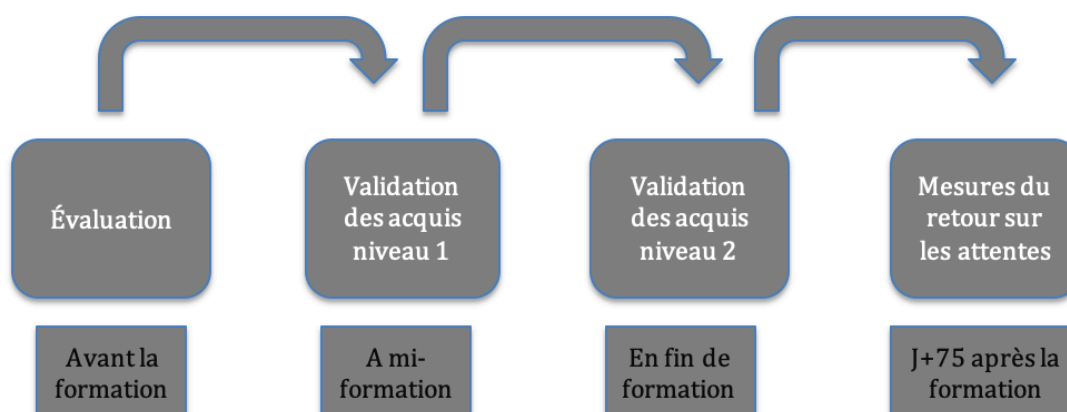 Évaluation
Validation
des acquis
niveau 1
Validation
des acquis
niveau 2
Mesures du
retour sur
les attentes
Avant la
formation
A mi-
formation
En fin de
formation
J+75 après la
formation